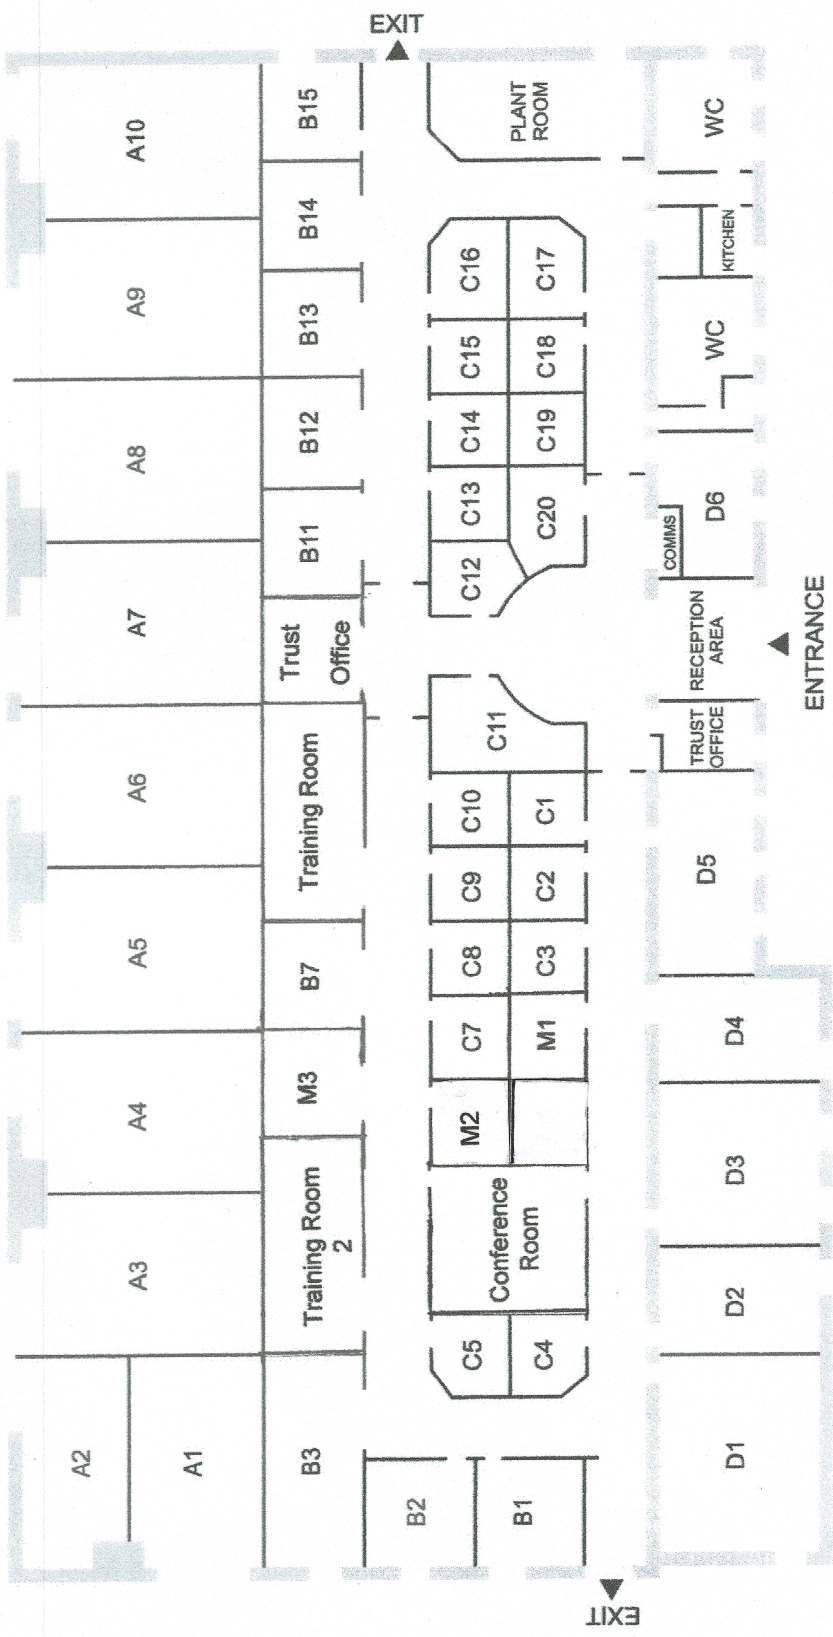 A2
A3
A4
A5
A6
A7
A8
A9
A10
A1
B3
Training Room
2
M3
B7
Training Room
Trust
Office
B11
B12
B13
B14
B15
EXIT
B2
C5
Conference
Room
M2
C7
C8
C9
C10
C11
C12
C13
C14
C15
C16
PLANT
ROOM
B1
C4
M1
C3
C2
C1
C20
C19
C18
C17
EXIT
D1
D2
D3
D4
D5
TRUST
OFFICE
RECEPTION
AREA
COMMS
D6
WC
KITCHEN
WC
ENTRANCE